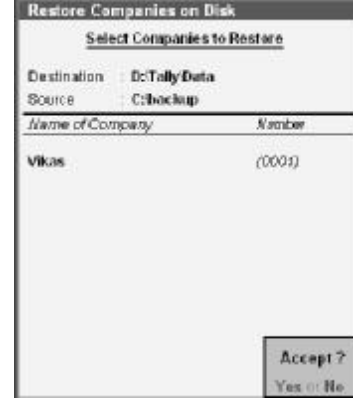 Restore Companies on Disk
Select Companies to Restore
Destination : D:\Tally\Data
Source : C:\backup
Name of Company Number
Vikas (0001)
Accept ?
Yes or No